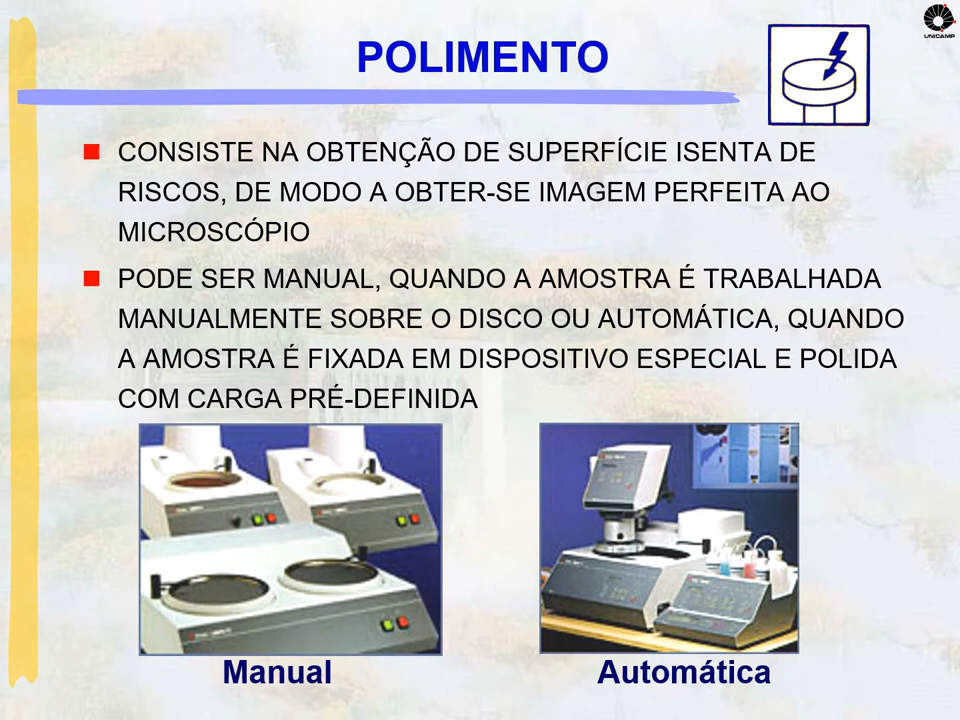 UNICAMP
POLIMENTO
CONSISTE NA OBTENÇÃO DE SUPERFÍCIE ISENTA DE
RISCOS, DE MODO A OBTER-SE IMAGEM PERFEITA AO
MICROSCÓPIO
PODE SER MANUAL, QUANDO A AMOSTRA É TRABALHADA
MANUALMENTE SOBRE O DISCO OU AUTOMÁTICA, QUANDO
A AMOSTRA É FIXADA EM DISPOSITIVO ESPECIAL E POLIDA
COM CARGA PRÉ-DEFINIDA
Manual
Automática